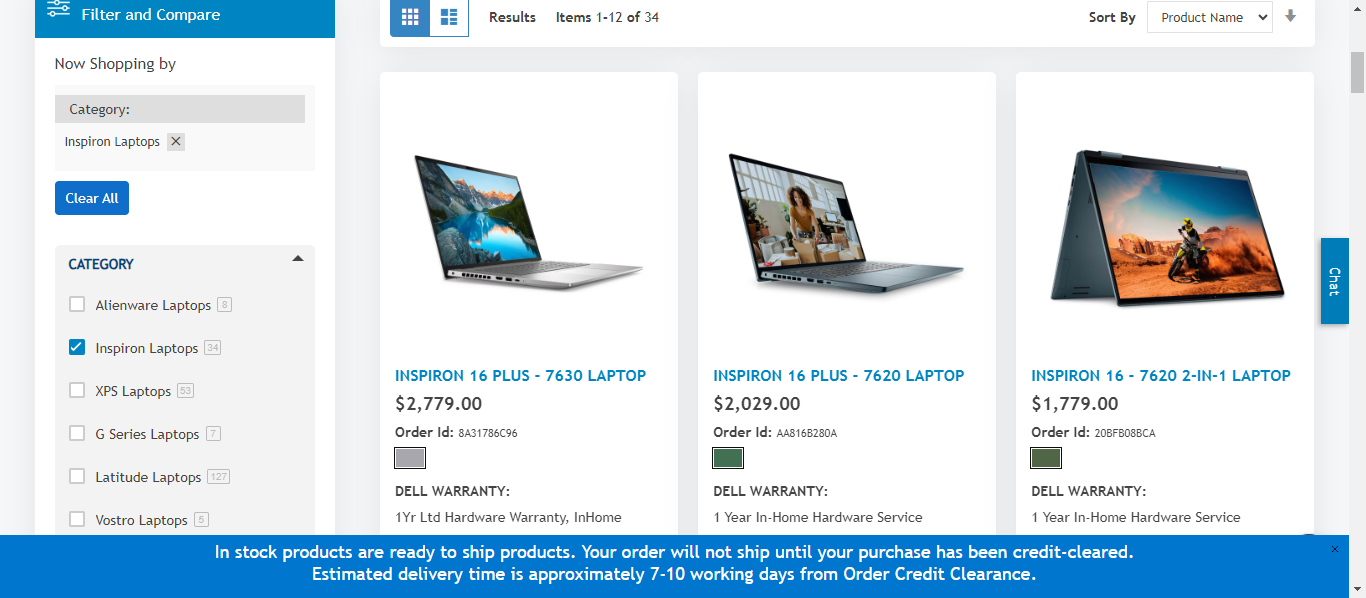 Filter and Compare
Results Items 1-12 of 34
Sort By Product Name
Now Shopping by
Category:
Inspiron Laptops
Clear All
CATEGORY
Alienware Laptops 8
Inspiron Laptops 34
XPS Laptops 53
G Series Laptops 7
Latitude Laptops 127
Vostro Laptops 5
INSPIRON 16 PLUS - 7630 LAPTOP
$2,779.00
Order Id: 8A31786C96
DELL WARRANTY:
1Yr Ltd Hardware Warranty, InHome
INSPIRON 16 PLUS - 7620 LAPTOP
$2,029.00
Order Id: AA816B280A
DELL WARRANTY:
1 Year In-Home Hardware Service
INSPIRON 16 - 7620 2-IN-1 LAPTOP
$1,779.00
Order Id: 20BFB08BCA
DELL WARRANTY:
1 Year In-Home Hardware Service
Chat
In stock products are ready to ship products. Your order will not ship until your purchase has been credit-cleared.
Estimated delivery time is approximately 7-10 working days from Order Credit Clearance.